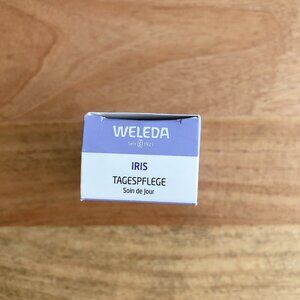 WELEDA
Seit 1921
IRIS
TAGESPFLEGE
Soin de Jour